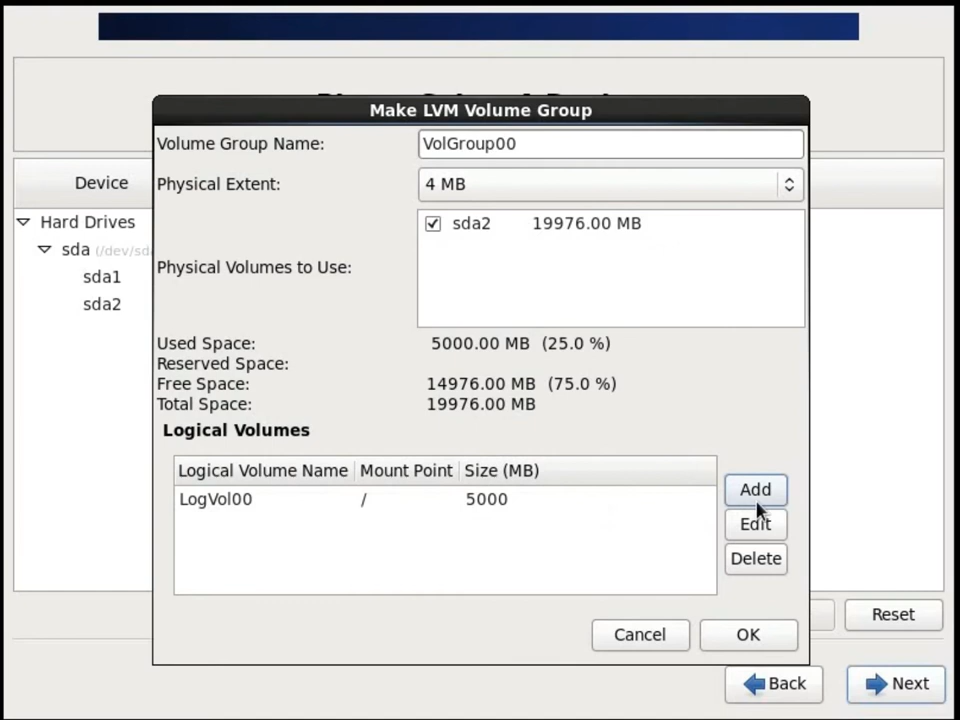 Make LVM Volume Group
Volume Group Name: VolGroup00
Device
Physical Extent: 4 MB
Hard Drives
sda2 19976.00 MB
sda
sda1
Physical Volumes to Use:
sda2
Used Space: 5000.00 MB (25.0 %)
Reserved Space:
Free Space: 14976.00 MB (75.0 %)
Total Space: 19976.00 MB
Logical Volumes
Logical Volume Name Mount Point Size (MB)
LogVol00 / 5000
Add
Edit
Delete
Reset
Cancel OK
Back Next